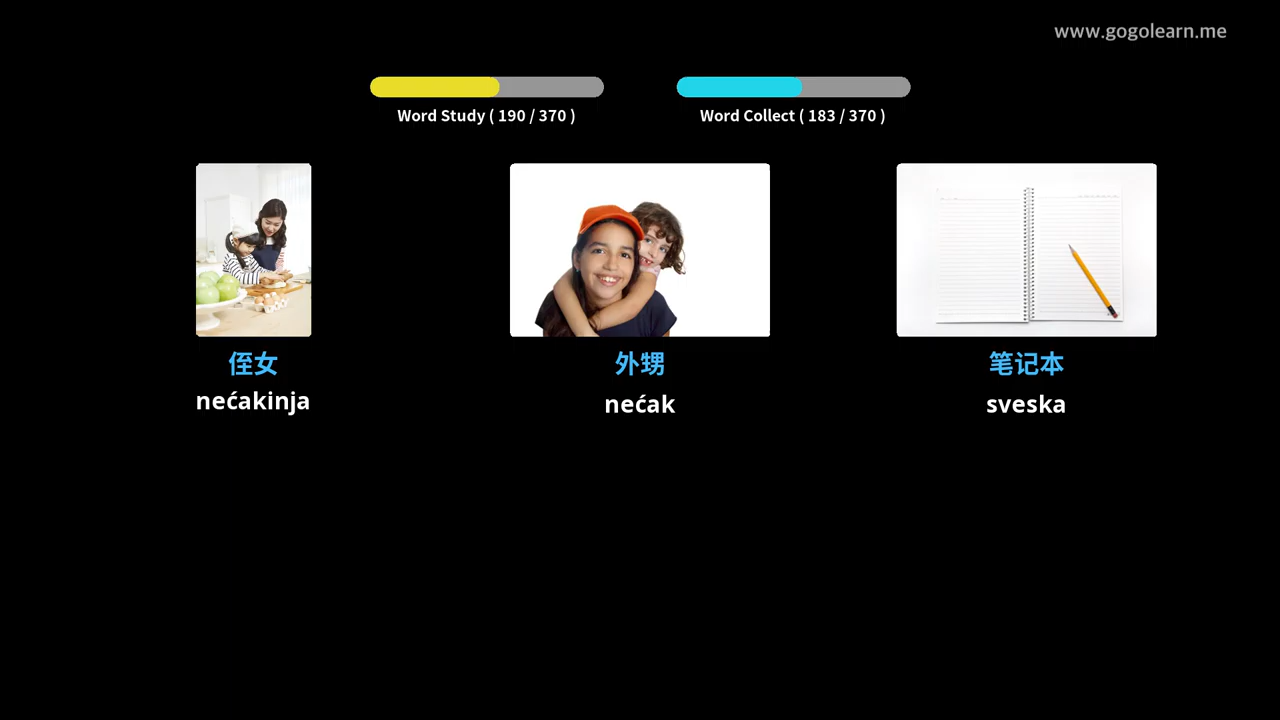 www.gogolearn.me
Word Study ( 190 / 370 )
Word Collect ( 183 / 370 )
侄女
nećakinja
外甥
nećak
笔记本
sveska